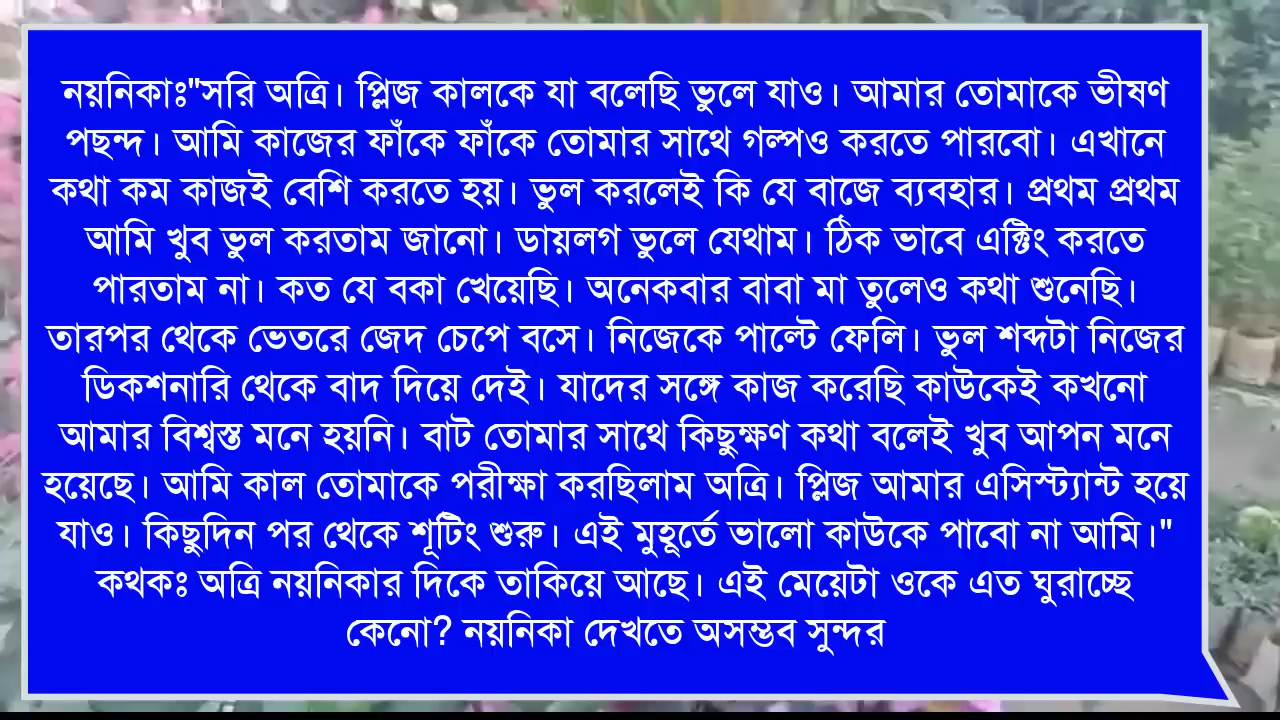 নয়নিকাঃ"সরি অত্রি। প্লিজ কালকে যা বলেছি ভুলে যাও। আমার তোমাকে ভীষণ
পছন্দ। আমি কাজের ফাঁকে ফাঁকে তোমার সাথে গল্পও করতে পারবো। এখানে
কথা কম কাজই বেশি করতে হয়। ভুল করলেই কি যে বাজে ব্যবহার। প্রথম প্রথম
আমি খুব ভুল করতাম জানো। ডায়লগ ভুলে যেথাম। ঠিক ভাবে এক্টিং করতে
পারতাম না। কত যে বকা খেয়েছি। অনেকবার বাবা মা তুলেও কথা শুনেছি।
তারপর থেকে ভেতরে জেদ চেপে বসে। নিজেকে পাল্টে ফেলি। ভুল শব্দটা নিজের
ডিকশনারি থেকে বাদ দিয়ে দেই। যাদের সঙ্গে কাজ করেছি কাউকেই কখনো
আমার বিশ্বস্ত মনে হয়নি। বাট তোমার সাথে কিছুক্ষণ কথা বলেই খুব আপন মনে
হয়েছে। আমি কাল তোমাকে পরীক্ষা করছিলাম অত্রি। প্লিজ আমার এসিস্ট্যান্ট হয়ে
যাও। কিছুদিন পর থেকে শূটিং শুরু। এই মুহূর্তে ভালো কাউকে পাবো না আমি।"
কথকঃ অত্রি নয়নিকার দিকে তাকিয়ে আছে। এই মেয়েটা ওকে এত ঘুরাচ্ছে
কেনো? নয়নিকা দেখতে অসম্ভব সুন্দর